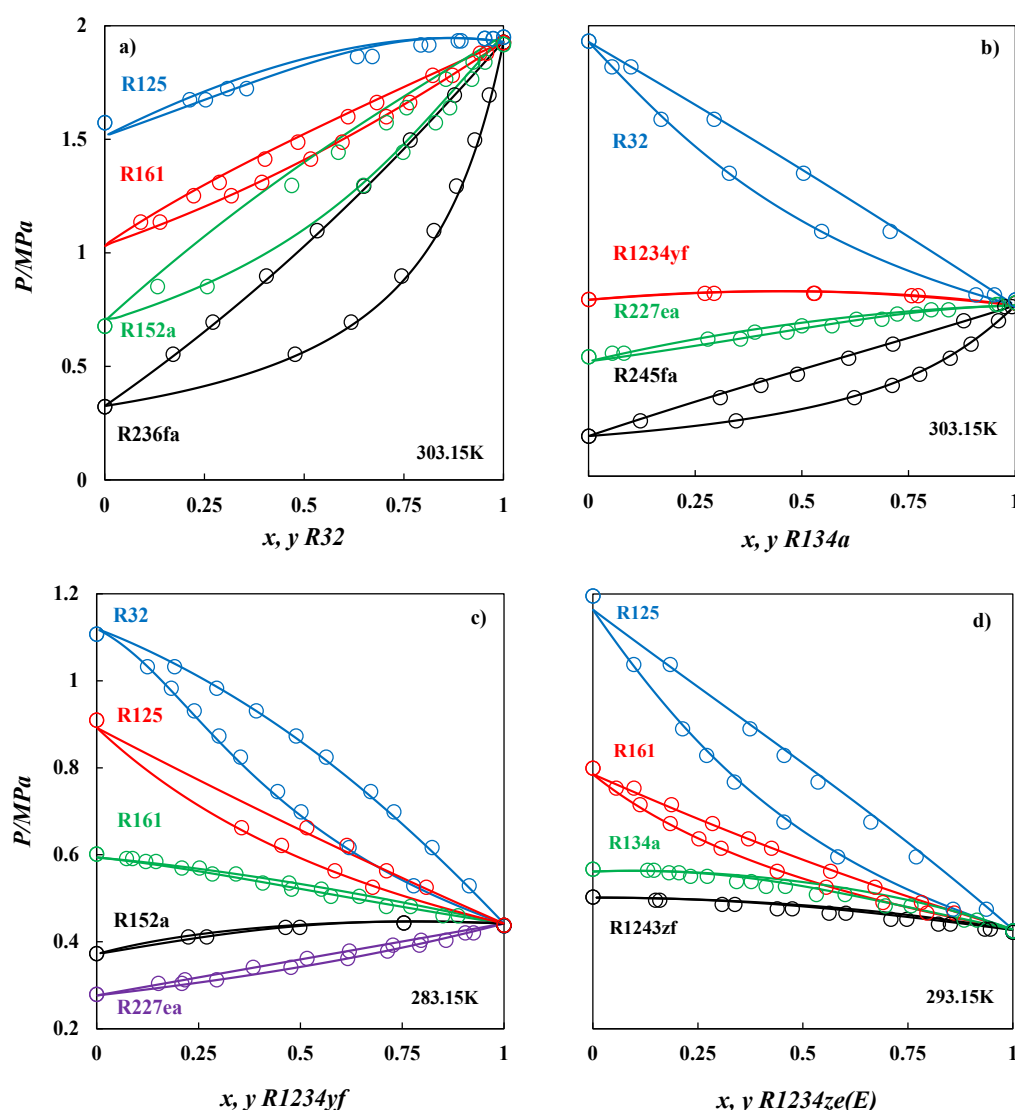 2
a)
R125
1.5
R161
P/MPa
1
R152a
0.5
R236fa
303.15K
0
0
0.25
0.5
0.75
1
x, y R32
b)
R32
R1234yf
R227ea
R245fa
303.15K
0
0.25
0.5
0.75
1
x, y R134a
1.2
R32
c)
1
R125
0.8
P/MPa
R161
0.6
R152a
0.4
R227ea
283.15K
0.2
0
0.25
0.5
0.75
1
x, y R1234yf
R125
d)
R161
R134a
R1243zf
293.15K
0
0.25
0.5
0.75
1
x, y R1234ze(E)